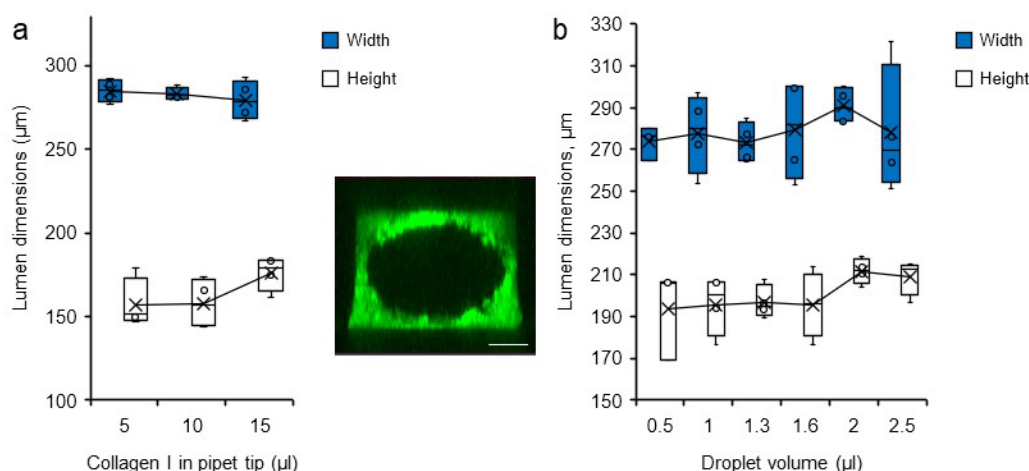 a
Lumen dimensions (µm)
300
250
200
150
100
5 10 15
Collagen I in pipet tip (µl)
Width
Height
b
Lumen dimensions, µm
330
310
290
270
250
230
210
190
170
150
0.5 1 1.3 1.6 2 2.5
Droplet volume (µl)
Width
Height